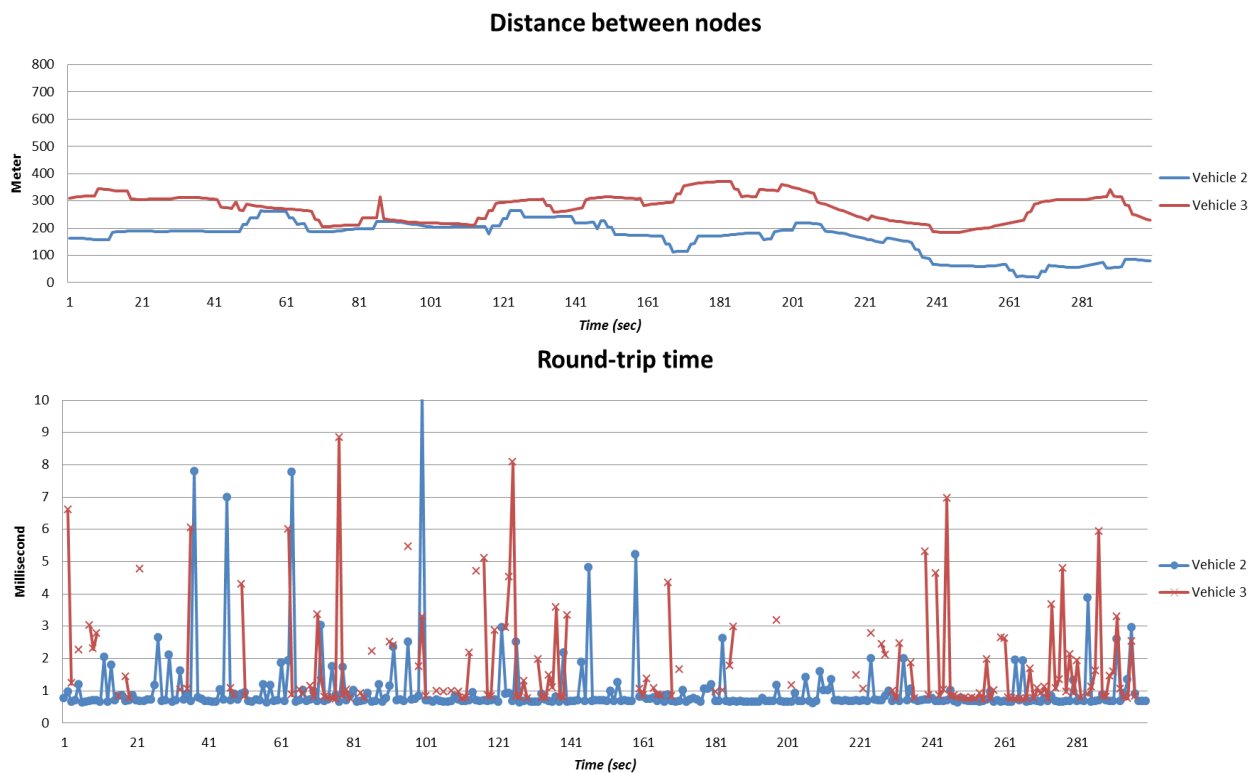 Distance between nodes
800
700
600
500
400
300
200
100
0
Meter
1 21 41 61 81 101 121 141 161 181 201 221 241 261 281
Time (sec)
Vehicle 2
Vehicle 3
Round-trip time
10
9
8
7
6
5
4
3
2
1
0
Millisecond
1 21 41 61 81 101 121 141 161 181 201 221 241 261 281
Time (sec)
Vehicle 2
Vehicle 3